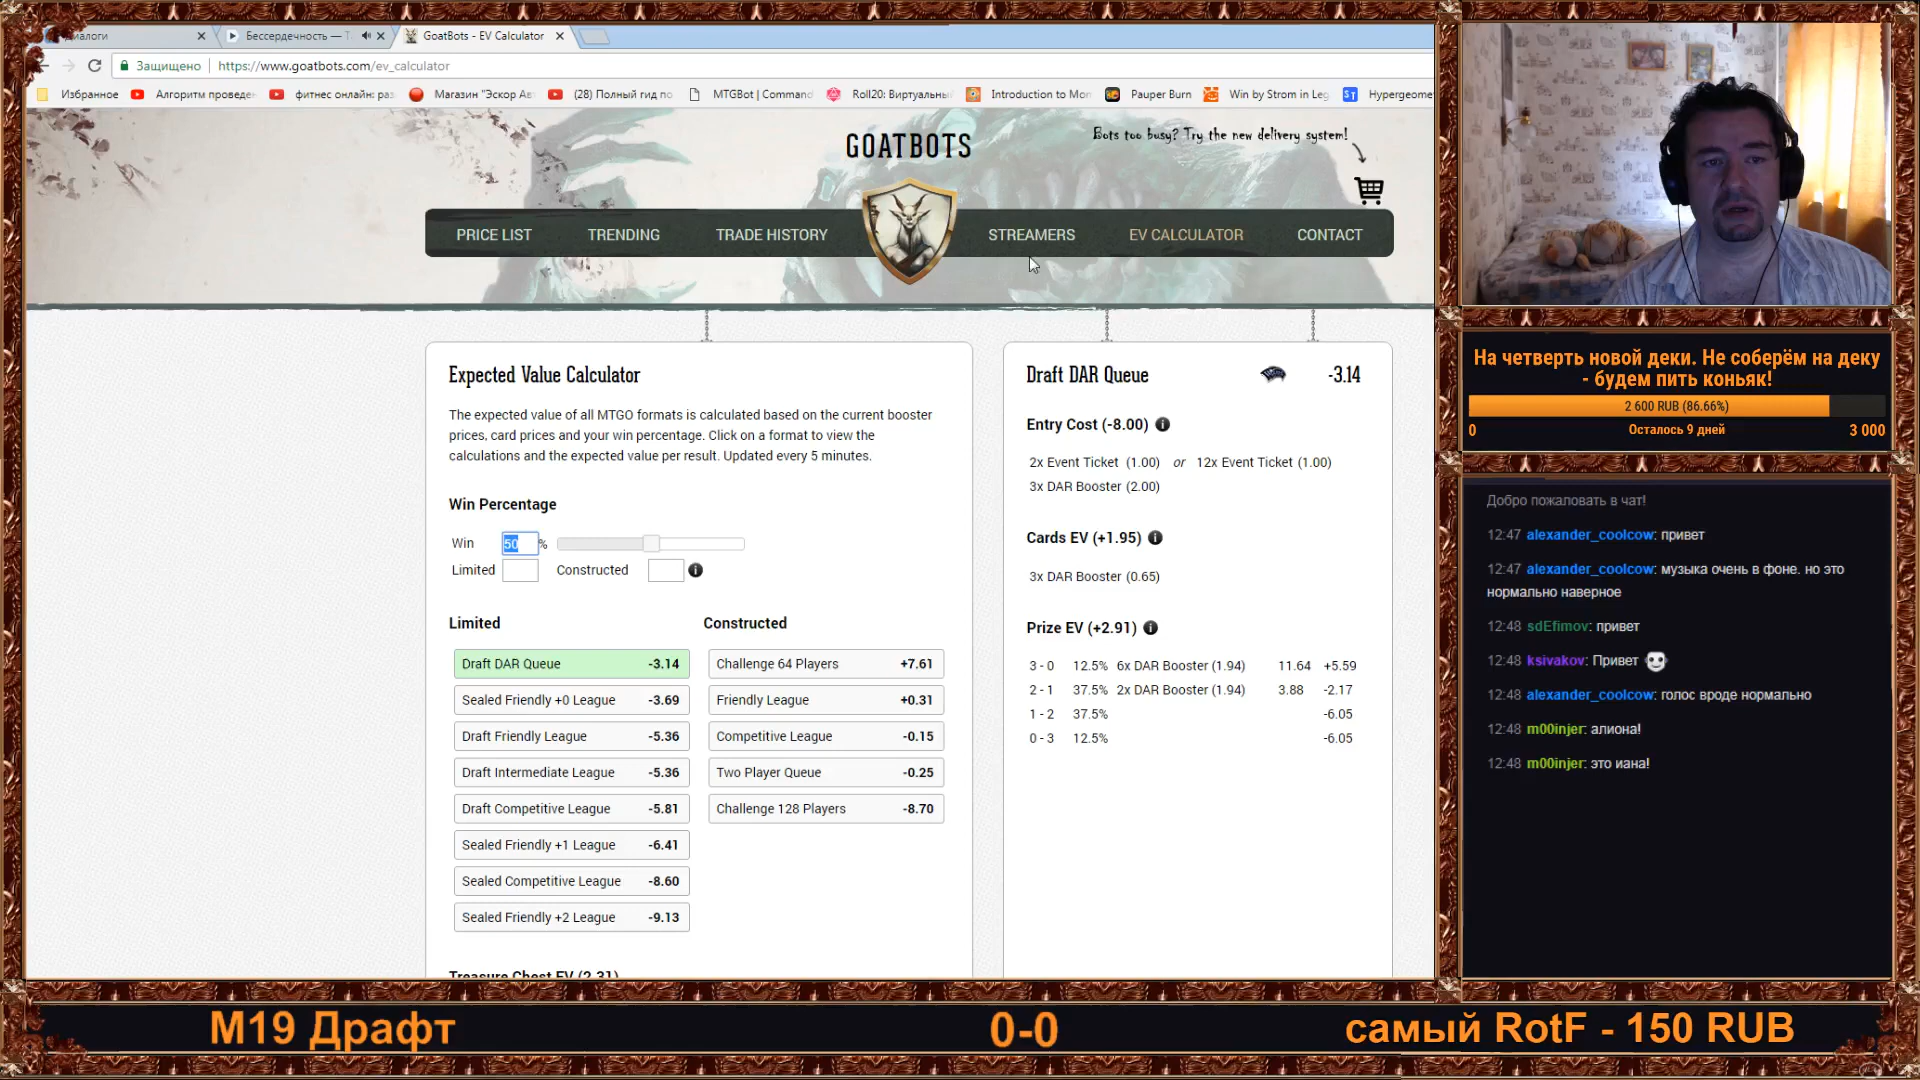 диалоги
Бессердечность — Т
GoatBots - EV Calculator
Защищено
https://www.goatbots.com/ev_calculator
Избранное
Алгоритм проведе
фитнес онлайн: раз
Магазин "Эскор Ав
(28) Полный гид по
MTGBot | Command
Roll20: Виртуальны
Introduction to Mon
Pauper Burn
Win by Strom in Leg
ST
Hypergeome
GOATBOTS
Bots too busy? Try the new delivery system!
PRICE LIST
TRENDING
TRADE HISTORY
STREAMERS
EV CALCULATOR
CONTACT
Expected Value Calculator
The expected value of all MTGO formats is calculated based on the current booster
prices, card prices and your win percentage. Click on a format to view the
calculations and the expected value per result. Updated every 5 minutes.
Win Percentage
Win 50 %
Limited
Constructed
Limited
Draft DAR Queue -3.14
Sealed Friendly +0 League -3.69
Draft Friendly League -5.36
Draft Intermediate League -5.36
Draft Competitive League -5.81
Sealed Friendly +1 League -6.41
Sealed Competitive League -8.60
Sealed Friendly +2 League -9.13
Constructed
Challenge 64 Players +7.61
Friendly League +0.31
Competitive League -0.15
Two Player Queue -0.25
Challenge 128 Players -8.70
Treasure Chest EV (2.31)
Draft DAR Queue -3.14
Entry Cost (-8.00)
2x Event Ticket (1.00) or 12x Event Ticket (1.00)
3x DAR Booster (2.00)
Cards EV (+1.95)
3x DAR Booster (0.65)
Prize EV (+2.91)
3 - 0 12.5% 6x DAR Booster (1.94) 11.64 +5.59
2 - 1 37.5% 2x DAR Booster (1.94) 3.88 -2.17
1 - 2 37.5% -6.05
0 - 3 12.5% -6.05
На четверть новой деки. Не соберём на деку
- будем пить коньяк!
2 600 RUB (86.66%)
0 Осталось 9 дней 3 000
Добро пожаловать в чат!
12:47 alexander_coolcow: привет
12:47 alexander_coolcow: музыка очень в фоне. но это
нормально наверное
12:48 sdEfimov: привет
12:48 ksivakov: Привет
12:48 alexander_coolcow: голос вроде нормально
12:48 m00injer: алиона!
12:48 m00injer: это иана!
М19 Драфт
0-0
самый RotF - 150 RUB